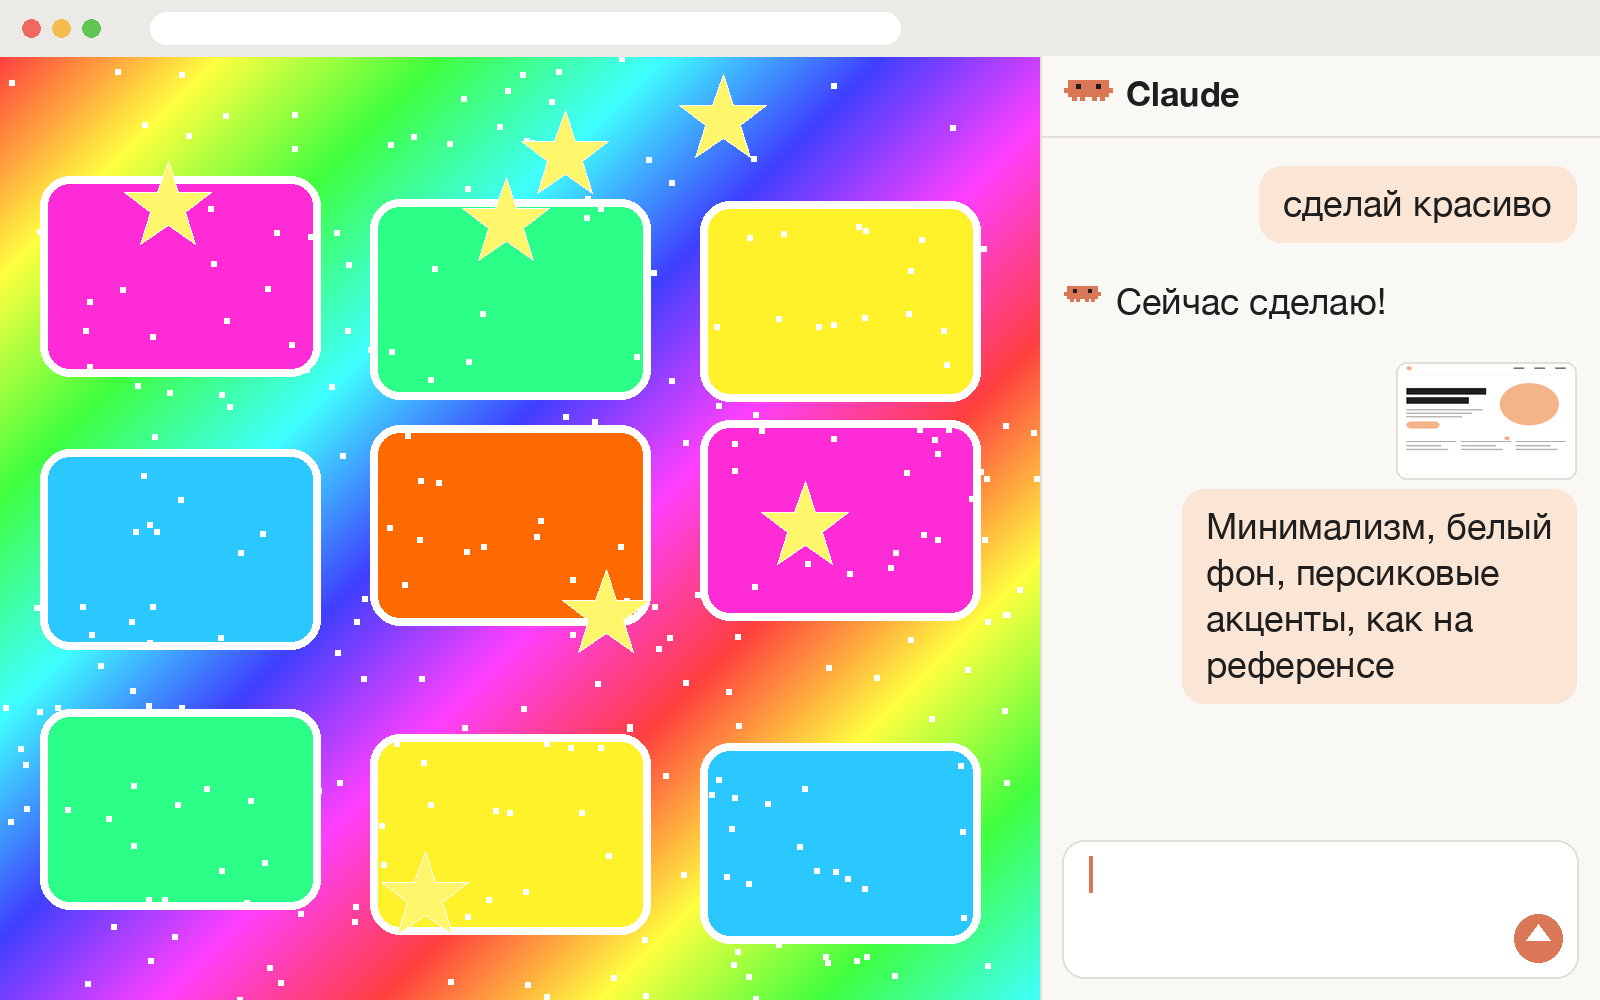 Claude
сделай красиво
Сейчас сделаю!
Минимализм, белый
фон, персиковые
акценты, как на
референсе